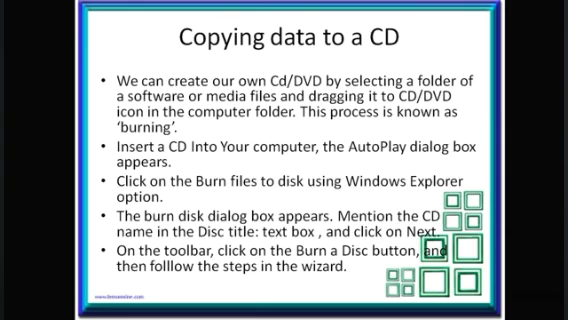 Copying data to a CD
• We can create our own Cd/DVD by selecting a folder of
a software or media files and dragging it to CD/DVD
icon in the computer folder. This process is known as
‘burning’.
• Insert a CD Into Your computer, the AutoPlay dialog box
appears.
• Click on the Burn files to disk using Windows Explorer
option.
• The burn disk dialog box appears. Mention the CD
name in the Disc title: text box , and click on Next.
• On the toolbar, click on the Burn a Disc button, and
then folllow the steps in the wizard.